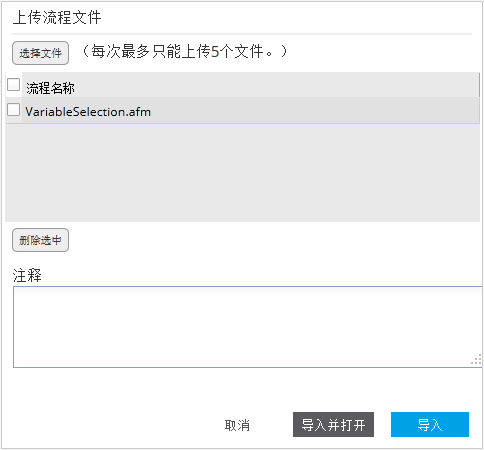 上传流程文件
选择文件 （每次最多只能上传5个文件。）
流程名称
VariableSelection.afm
删除选中
注释
取消 导入并打开 导入